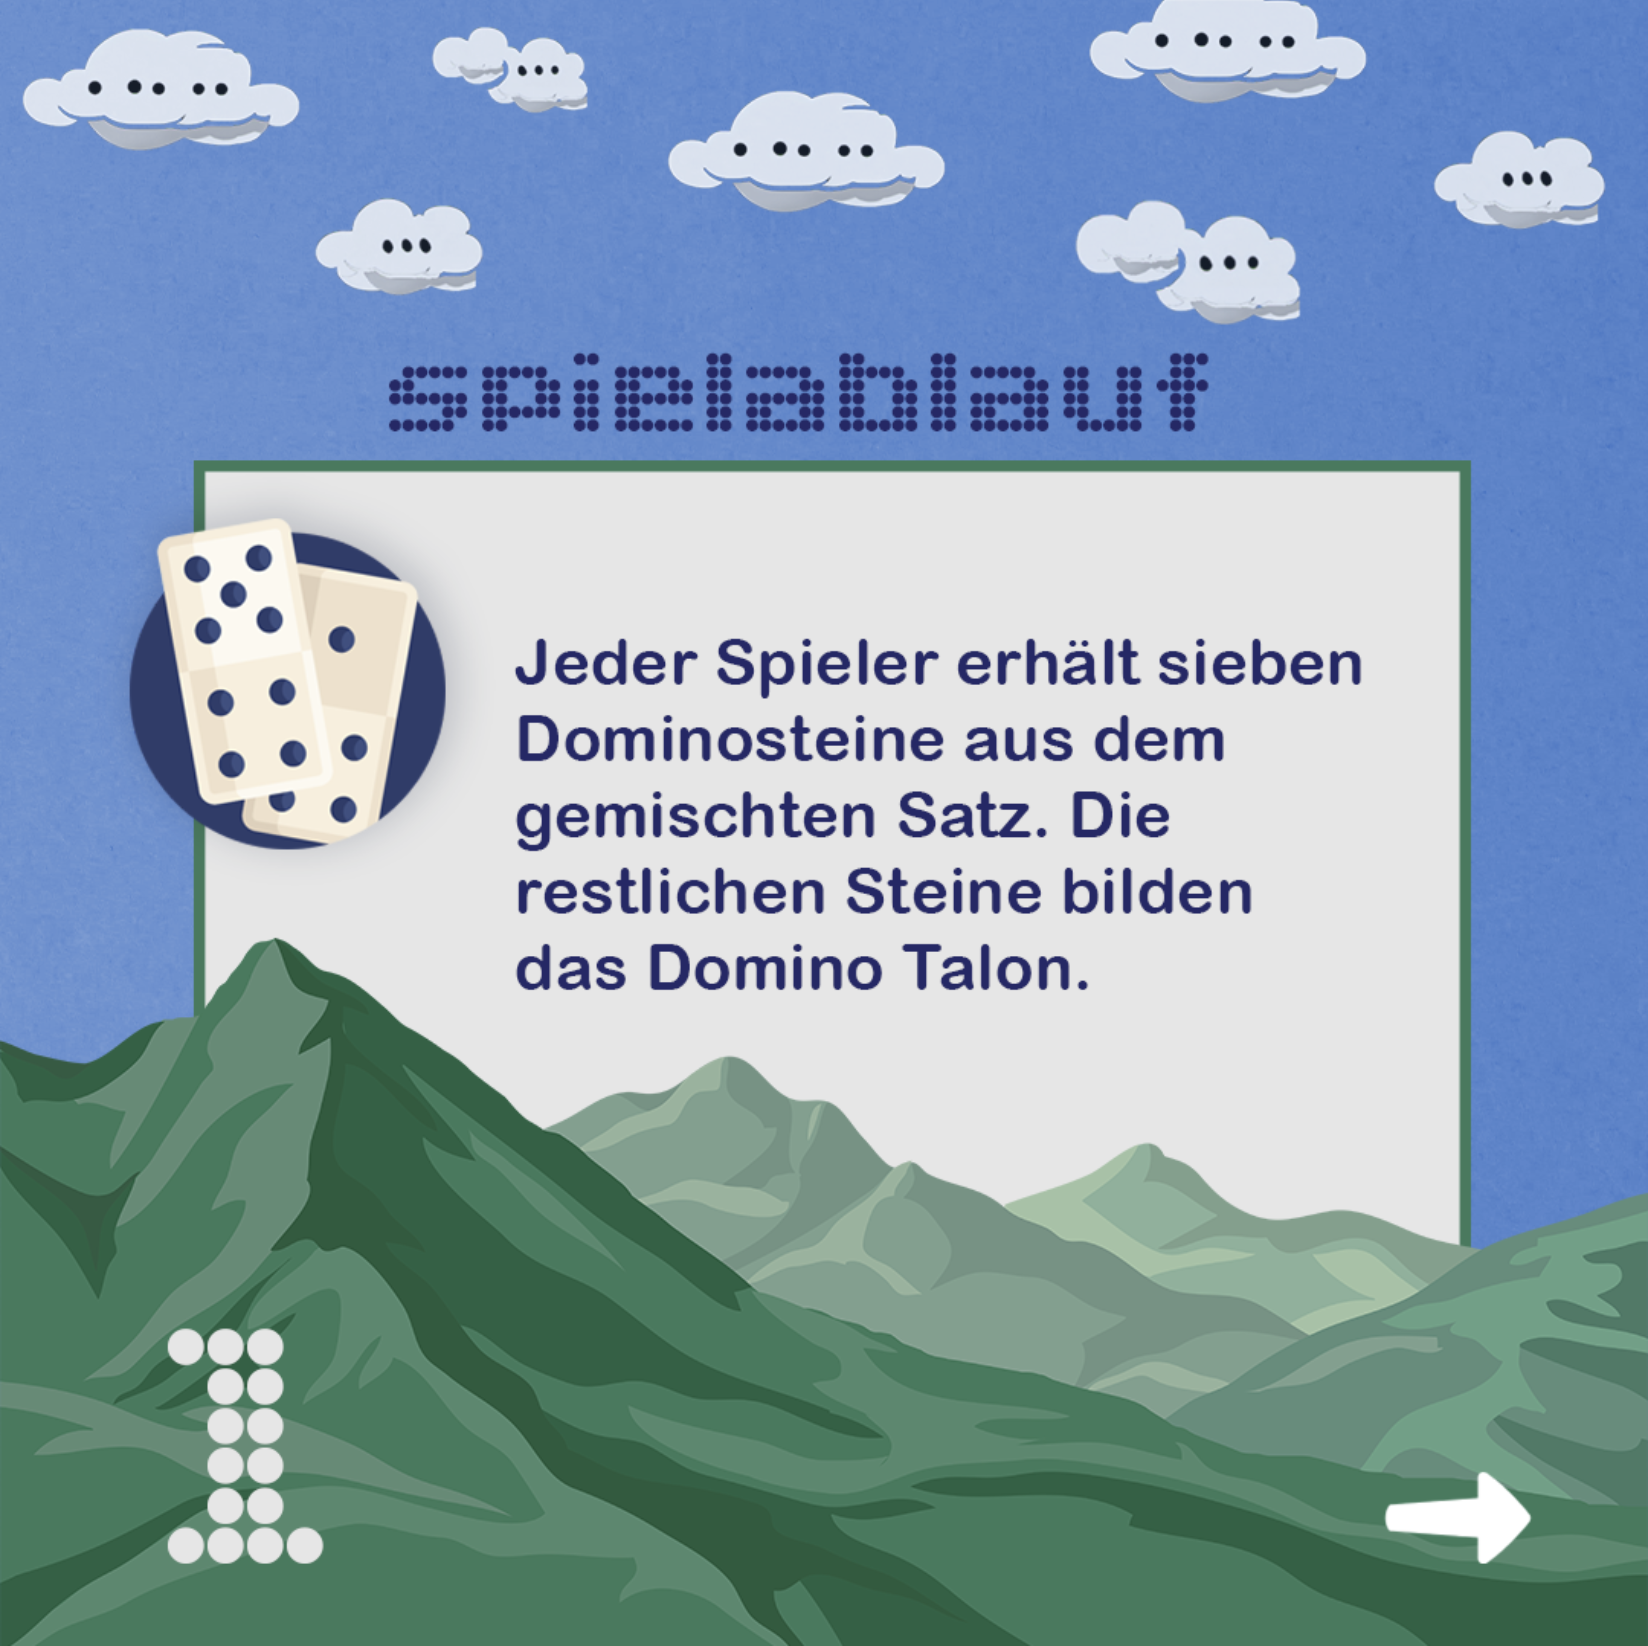 spielablauf
Jeder Spieler erhält sieben
Dominosteine aus dem
gemischten Satz. Die
restlichen Steine bilden
das Domino Talon.
1.